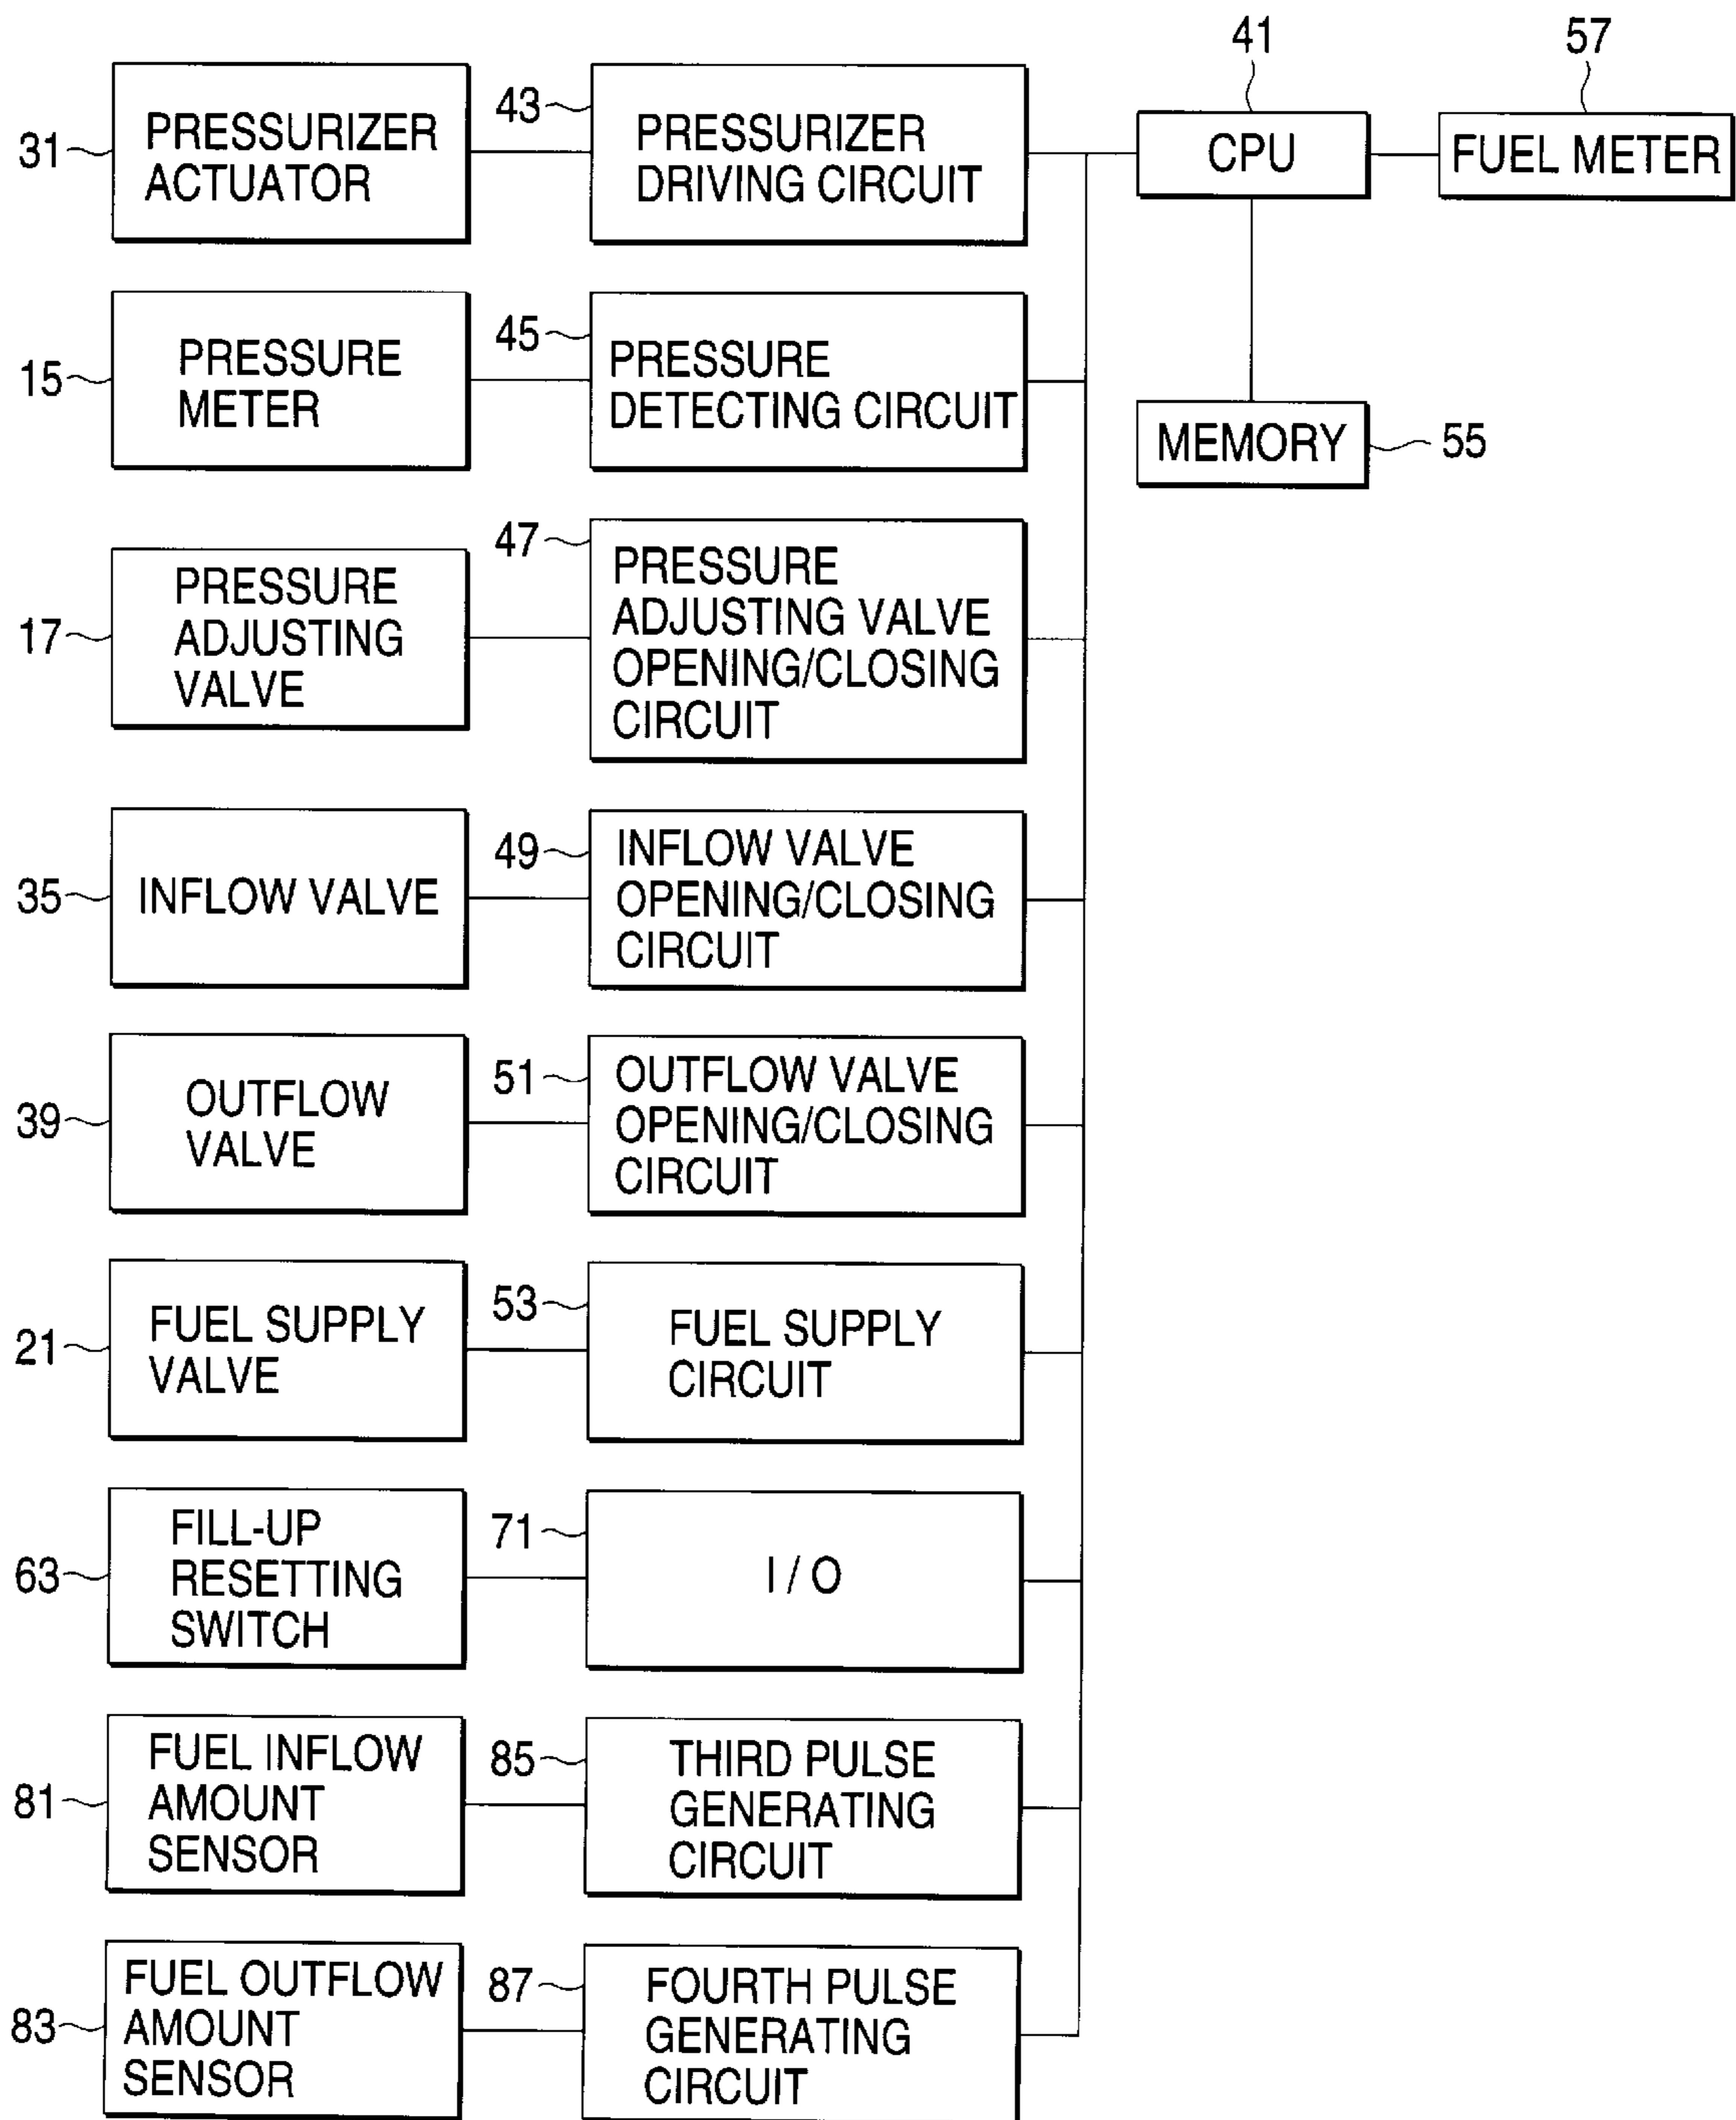 41
57
31
PRESSURIZER
ACTUATOR
43
PRESSURIZER
DRIVING CIRCUIT
CPU
FUEL METER
15
PRESSURE
METER
45
PRESSURE
DETECTING CIRCUIT
MEMORY
55
17
PRESSURE
ADJUSTING
VALVE
47
PRESSURE
ADJUSTING VALVE
OPENING/CLOSING
CIRCUIT
35
INFLOW VALVE
49
INFLOW VALVE
OPENING/CLOSING
CIRCUIT
39
OUTFLOW
VALVE
51
OUTFLOW VALVE
OPENING/CLOSING
CIRCUIT
21
FUEL SUPPLY
VALVE
53
FUEL SUPPLY
CIRCUIT
63
FILL-UP
RESETTING
SWITCH
71
I / O
81
FUEL INFLOW
AMOUNT
SENSOR
85
THIRD PULSE
GENERATING
CIRCUIT
83
FUEL OUTFLOW
AMOUNT
SENSOR
87
FOURTH PULSE
GENERATING
CIRCUIT